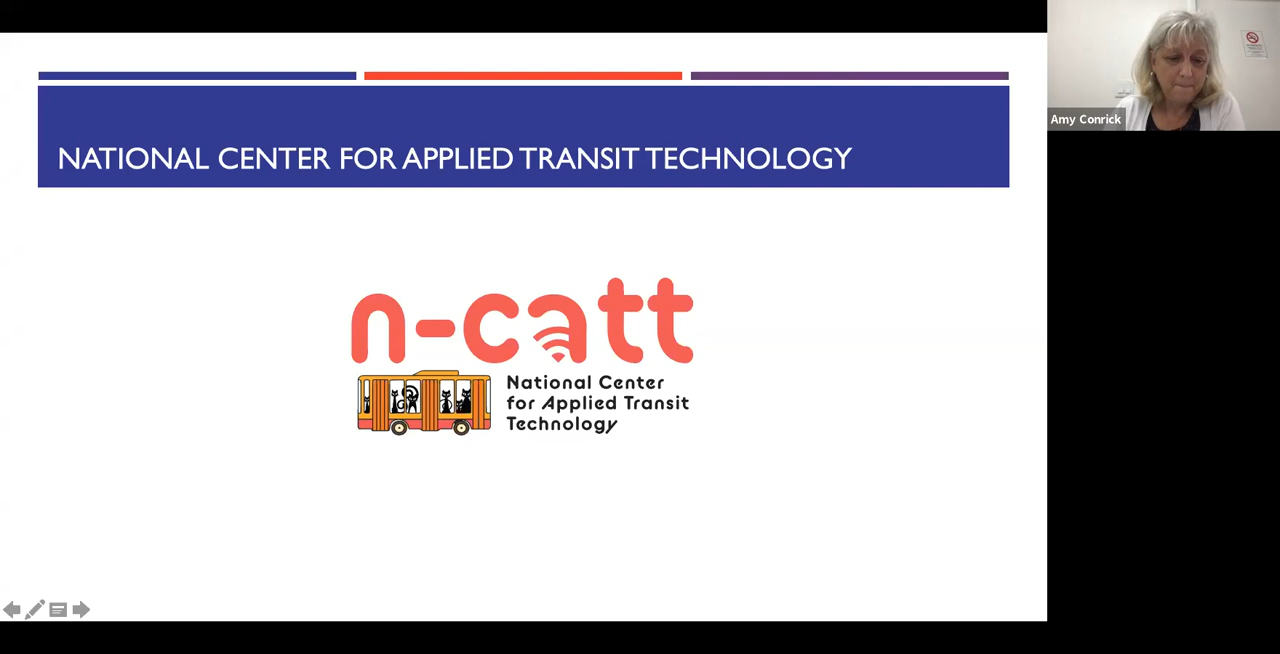 NATIONAL CENTER FOR APPLIED TRANSIT TECHNOLOGY
n-catt
National Center
for Applied Transit
Technology
Amy Conrick